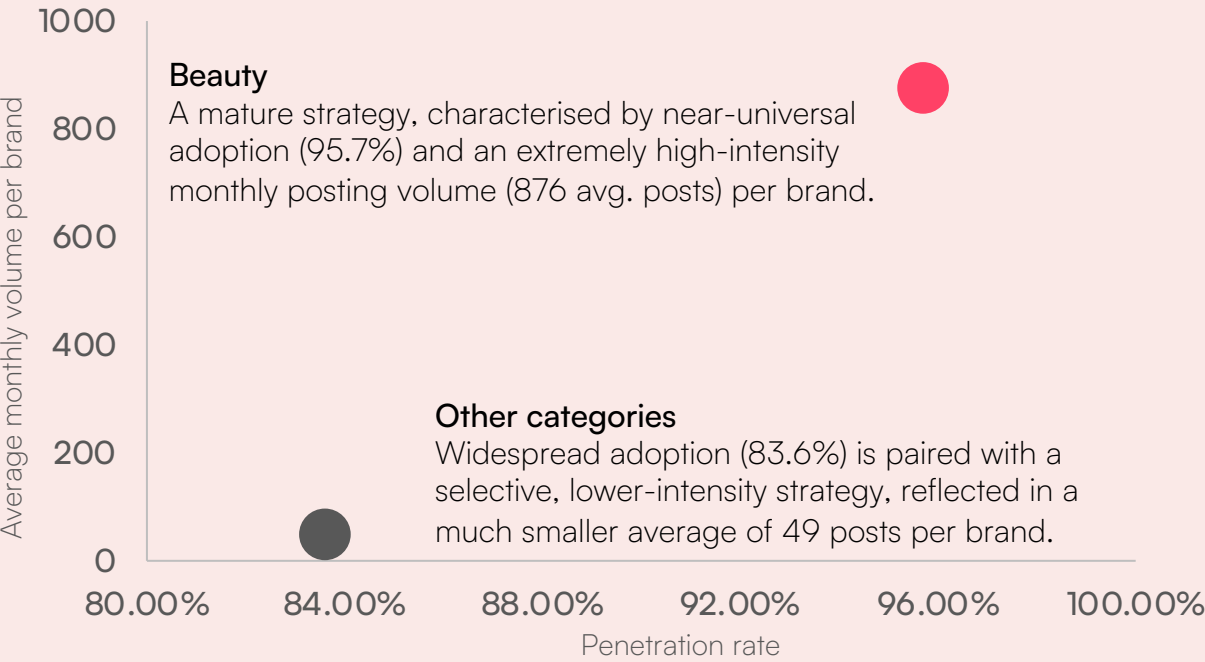 1000
800
600
400
200
0
Average monthly volume per brand
Beauty
A mature strategy, characterised by near-universal
adoption (95.7%) and an extremely high-intensity
monthly posting volume (876 avg. posts) per brand.
Other categories
Widespread adoption (83.6%) is paired with a
selective, lower-intensity strategy, reflected in a
much smaller average of 49 posts per brand.
80.00% 84.00% 88.00% 92.00% 96.00% 100.00%
Penetration rate